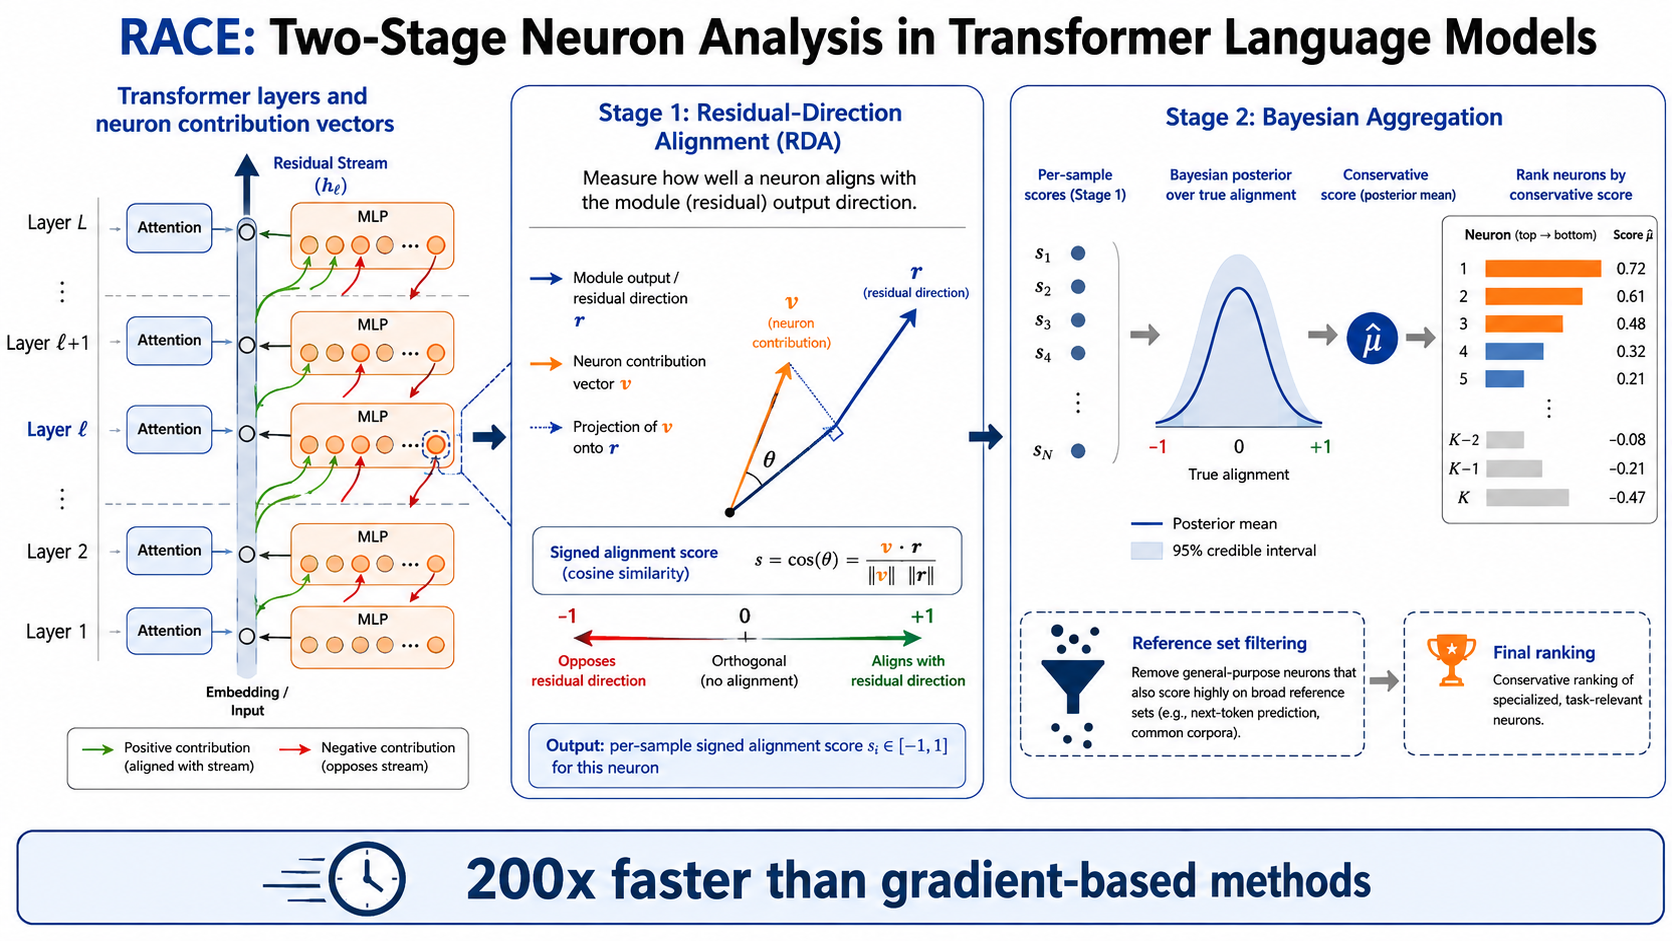 RACE: Two-Stage Neuron Analysis in Transformer Language Models
Transformer layers and
neuron contribution vectors
Residual Stream
(hℓ)
Layer L
Attention
MLP
...
⋮
Layer ℓ+1
Attention
MLP
...
Layer ℓ
Attention
MLP
...
⋮
Layer 2
Attention
MLP
...
Layer 1
Attention
MLP
...
Embedding /
Input
Positive contribution
(aligned with stream)
Negative contribution
(opposes stream)
Stage 1: Residual-Direction
Alignment (RDA)
Measure how well a neuron aligns with
the module (residual) output direction.
Module output /
residual direction
r
Neuron contribution
vector v
Projection of v
onto r
v
(neuron
contribution)
r
(residual direction)
θ
Signed alignment score
(cosine similarity)
s = cos(θ) = v · r / ‖v‖ ‖r‖
−1
0
+1
Opposes
residual direction
Orthogonal
(no alignment)
Aligns with
residual direction
Output: per-sample signed alignment score sᵢ ∈ [−1, 1]
for this neuron
Stage 2: Bayesian Aggregation
Per-sample
scores (Stage 1)
s₁
s₂
s₃
s₄
⋮
s_N
Bayesian posterior
over true alignment
−1
0
+1
True alignment
Posterior mean
95% credible interval
Conservative
score (posterior mean)
μ̂
Rank neurons by
conservative score
Neuron (top → bottom) Score μ̂
1 0.72
2 0.61
3 0.48
4 0.32
5 0.21
⋮
K−2 −0.08
K−1 −0.21
K −0.47
Reference set filtering
Remove general-purpose neurons that
also score highly on broad reference
sets (e.g., next-token prediction,
common corpora).
Final ranking
Conservative ranking of
specialized, task-relevant
neurons.
200x faster than gradient-based methods